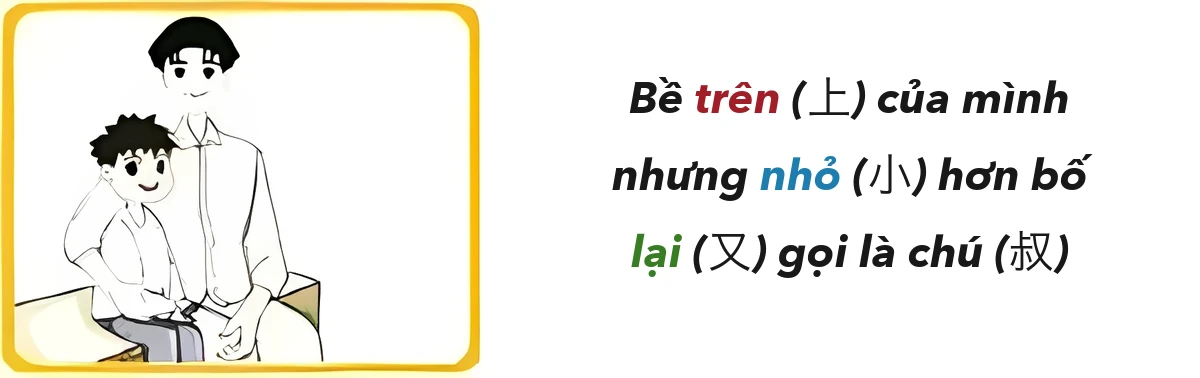 Bề trên (上) của mình
nhưng nhỏ (小) hơn bố
lại (又) gọi là chú (叔)